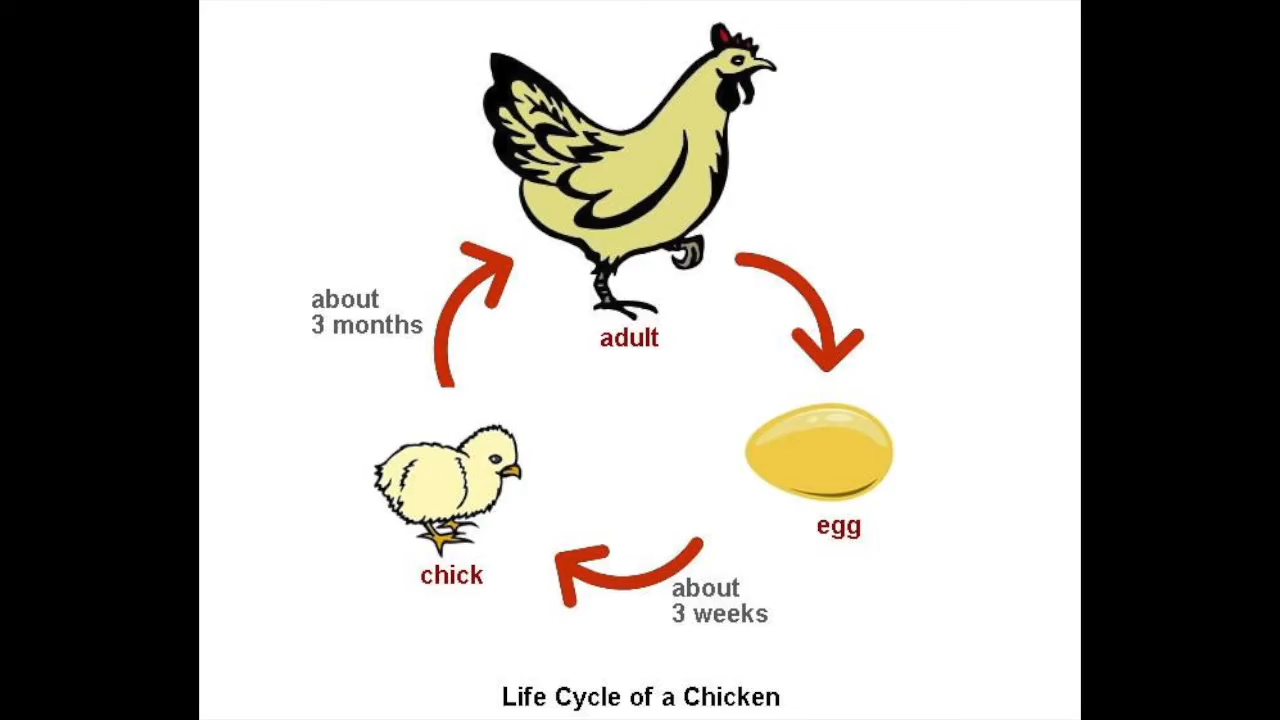 about
3 months
adult
egg
chick
about
3 weeks
Life Cycle of a Chicken